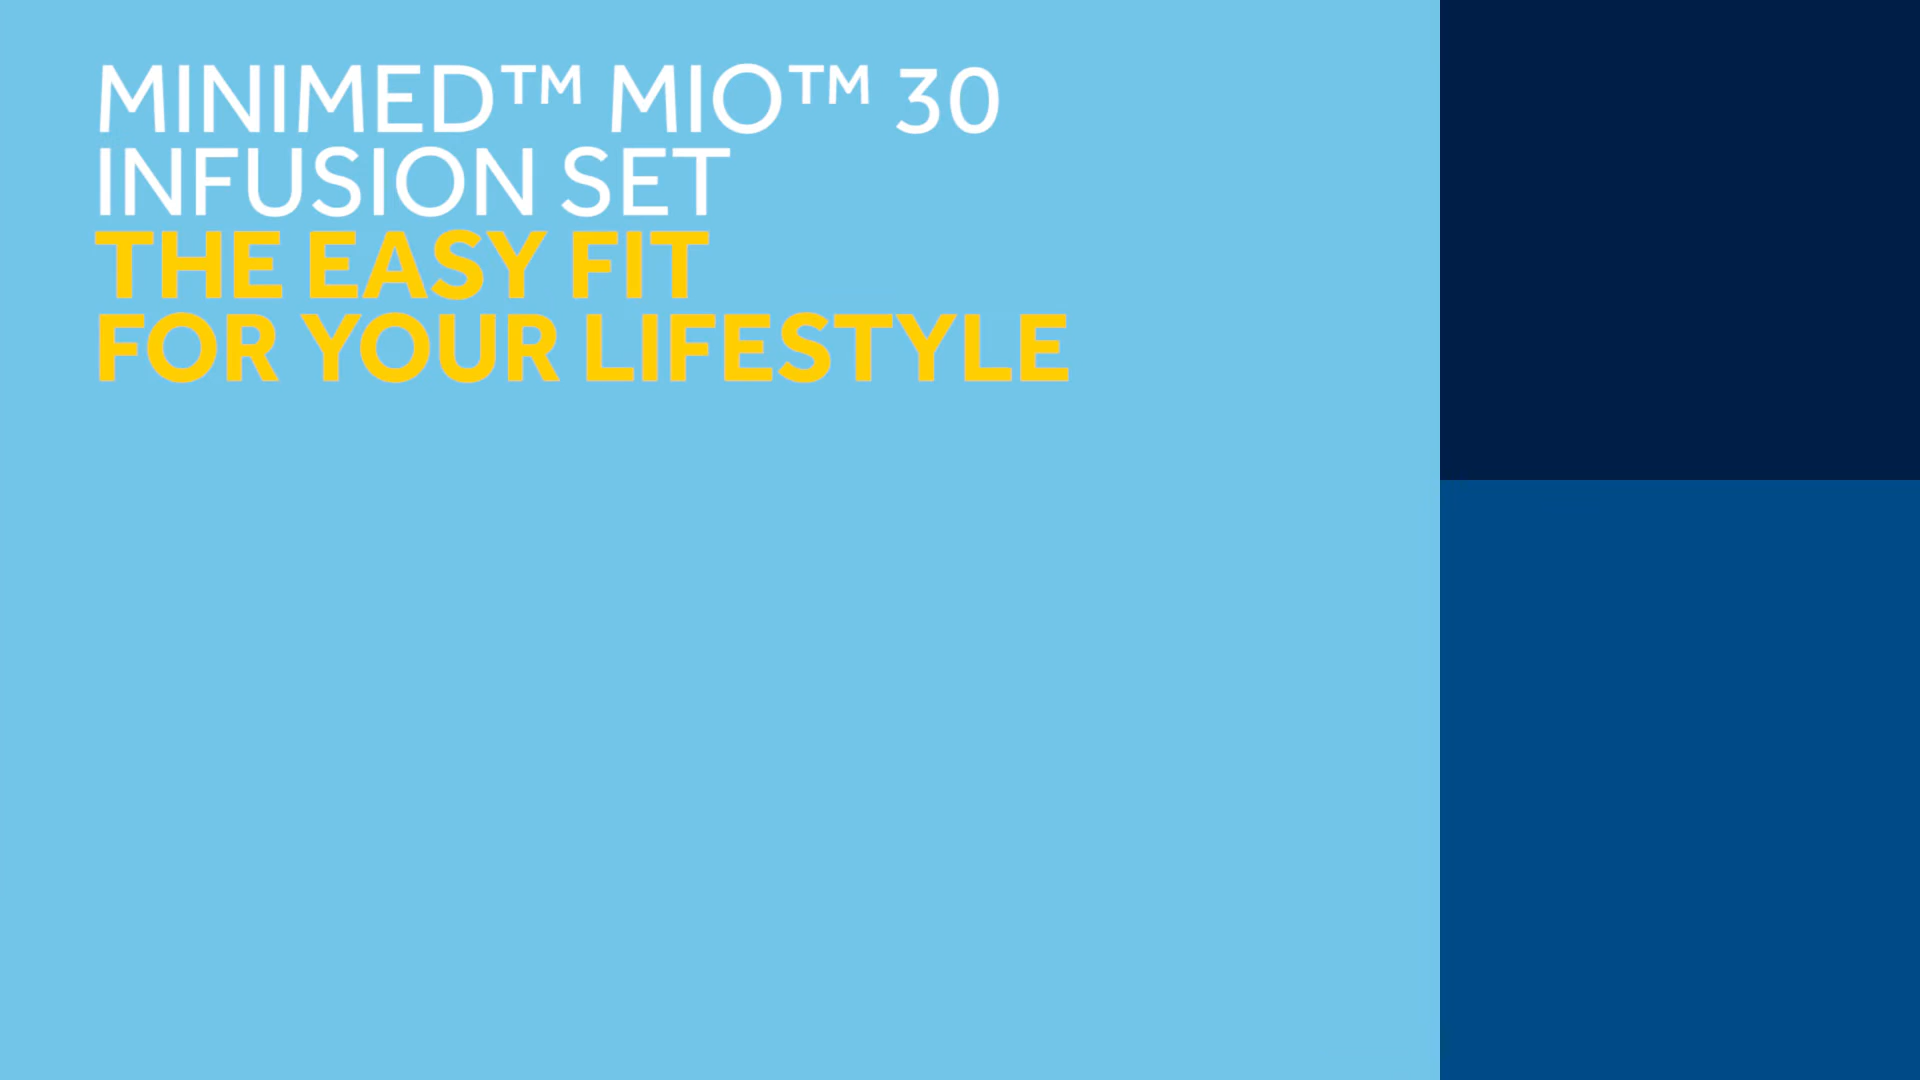 MINIMED™ MIO™ 30
INFUSION SET
THE EASY FIT
FOR YOUR LIFESTYLE